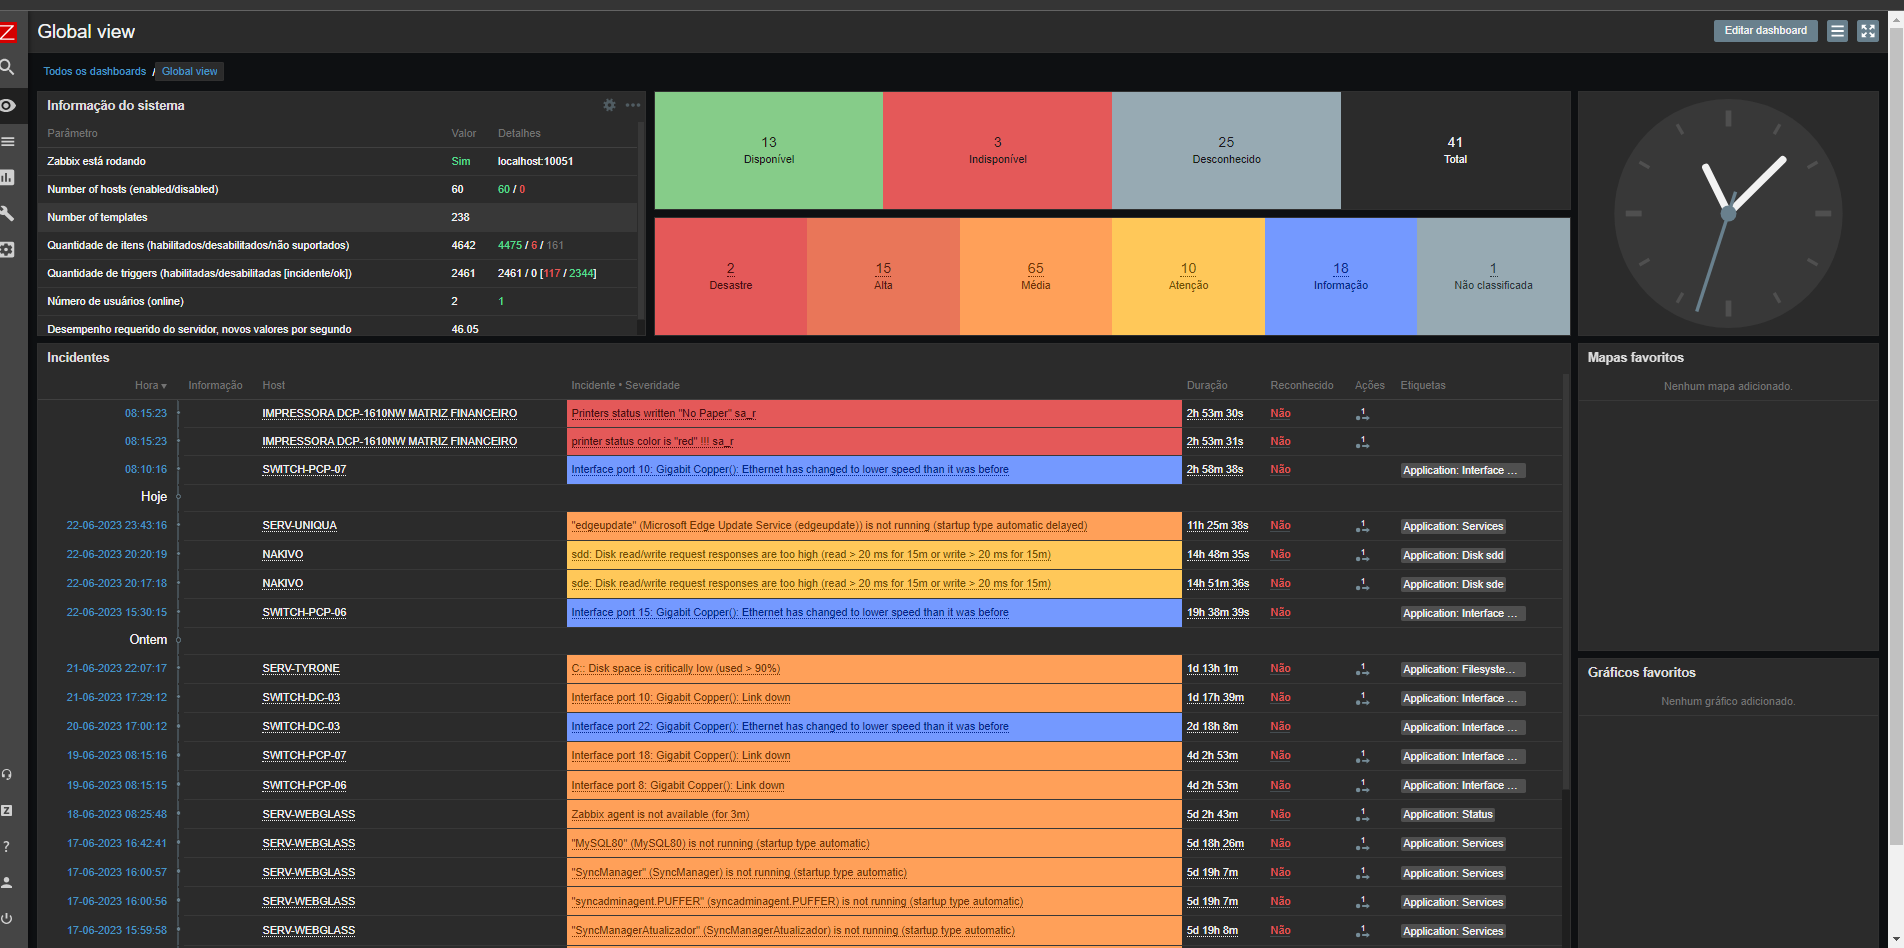 Z
Global view
Editar dashboard
Todos os dashboards / Global view
Informação do sistema
Parâmetro Valor Detalhes
Zabbix está rodando Sim localhost:10051
Number of hosts (enabled/disabled) 60 60 / 0
Number of templates 238
Quantidade de itens (habilitados/desabilitados/não suportados) 4642 4475 / 6 / 161
Quantidade de triggers (habilitadas/desabilitadas [incidente/ok]) 2461 2461 / 0 [117 / 2344]
Número de usuários (online) 2 1
Desempenho requerido do servidor, novos valores por segundo 46.05
13 3 25 41
Disponível Indisponível Desconhecido Total
2 15 65 10 18 1
Desastre Alta Média Atenção Informação Não classificada
Incidentes
Hora Informação Host Incidente • Severidade Duração Reconhecido Ações Etiquetas
08:15:23 IMPRESSORA DCP-1610NW MATRIZ FINANCEIRO Printers status written "No Paper" sa_r 2h 53m 30s Não 1
08:15:23 IMPRESSORA DCP-1610NW MATRIZ FINANCEIRO printer status color is "red" !!! sa_r 2h 53m 31s Não 1
08:10:16 SWITCH-PCP-07 Interface port 10: Gigabit Copper(): Ethernet has changed to lower speed than it was before 2h 58m 38s Não Application: Interface ...
Hoje
22-06-2023 23:43:16 SERV-UNIQUA "edgeupdate" (Microsoft Edge Update Service (edgeupdate)) is not running (startup type automatic delayed) 11h 25m 38s Não 1 Application: Services
22-06-2023 20:20:19 NAKIVO sdd: Disk read/write request responses are too high (read > 20 ms for 15m or write > 20 ms for 15m) 14h 48m 35s Não 1 Application: Disk sdd
22-06-2023 20:17:18 NAKIVO sde: Disk read/write request responses are too high (read > 20 ms for 15m or write > 20 ms for 15m) 14h 51m 36s Não 1 Application: Disk sde
22-06-2023 15:30:15 SWITCH-PCP-06 Interface port 15: Gigabit Copper(): Ethernet has changed to lower speed than it was before 19h 38m 39s Não Application: Interface ...
Ontem
21-06-2023 22:07:17 SERV-TYRONE C:: Disk space is critically low (used > 90%) 1d 13h 1m Não 1 Application: Filesyste...
21-06-2023 17:29:12 SWITCH-DC-03 Interface port 10: Gigabit Copper(): Link down 1d 17h 39m Não 1 Application: Interface ...
20-06-2023 17:00:12 SWITCH-DC-03 Interface port 22: Gigabit Copper(): Ethernet has changed to lower speed than it was before 2d 18h 8m Não Application: Interface ...
19-06-2023 08:15:16 SWITCH-PCP-07 Interface port 18: Gigabit Copper(): Link down 4d 2h 53m Não 1 Application: Interface ...
19-06-2023 08:15:15 SWITCH-PCP-06 Interface port 8: Gigabit Copper(): Link down 4d 2h 53m Não 1 Application: Interface ...
18-06-2023 08:25:48 SERV-WEBGLASS Zabbix agent is not available (for 3m) 5d 2h 43m Não 1 Application: Status
17-06-2023 16:42:41 SERV-WEBGLASS "MySQL80" (MySQL80) is not running (startup type automatic) 5d 18h 26m Não 1 Application: Services
17-06-2023 16:00:57 SERV-WEBGLASS "SyncManager" (SyncManager) is not running (startup type automatic) 5d 19h 7m Não 1 Application: Services
17-06-2023 16:00:56 SERV-WEBGLASS "syncadminagent.PUFFER" (syncadminagent.PUFFER) is not running (startup type automatic) 5d 19h 7m Não 1 Application: Services
17-06-2023 15:59:58 SERV-WEBGLASS "SyncManagerAtualizador" (SyncManagerAtualizador) is not running (startup type automatic) 5d 19h 8m Não 1 Application: Services
Mapas favoritos
Nenhum mapa adicionado.
Gráficos favoritos
Nenhum gráfico adicionado.
Z
?